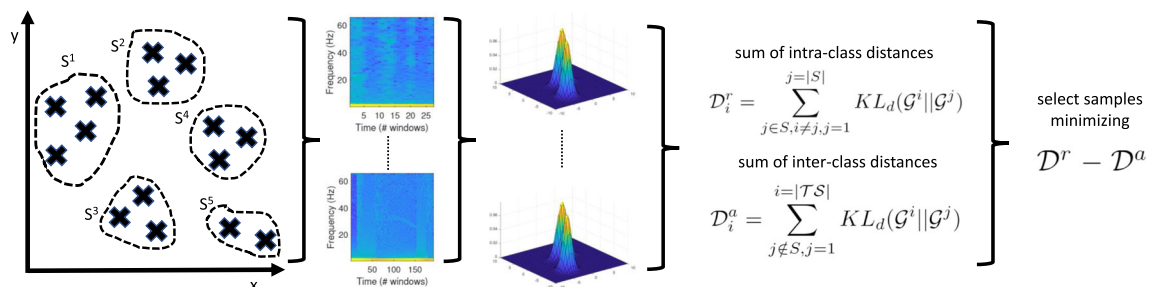 y
S¹
S²
S³
S⁴
S⁵
x
Frequency (Hz)
60
40
20
5 10 15 20 25
Time (# windows)
Frequency (Hz)
60
40
20
50 100 150
Time (# windows)
sum of intra-class distances
𝒟ᵢʳ = ∑_{j∈S,i≠j,j=1}^{j=|S|} KL_d(𝒢ⁱ||𝒢ʲ)
sum of inter-class distances
𝒟ᵢᵃ = ∑_{j∉S,j=1}^{i=|𝒯𝒮|} KL_d(𝒢ⁱ||𝒢ʲ)
select samples
minimizing
𝒟ʳ − 𝒟ᵃ